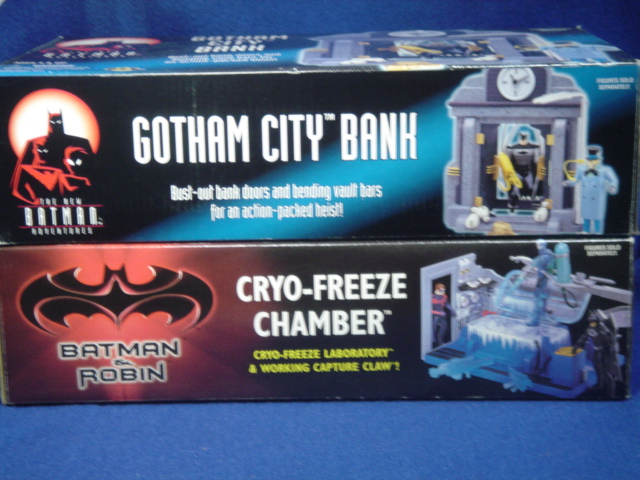 BANK
GOTHAM CITY™ BANK
FIGURES SOLD
SEPARATELY
Bust-out bank doors and bending vault bars
for an action-packed heist!
THE NEW
BATMAN
ADVENTURES
CRYO-FREEZE
CHAMBER™
FIGURES SOLD
SEPARATELY
BATMAN
&
ROBIN
CRYO-FREEZE LABORATORY™
& WORKING CAPTURE CLAW™!